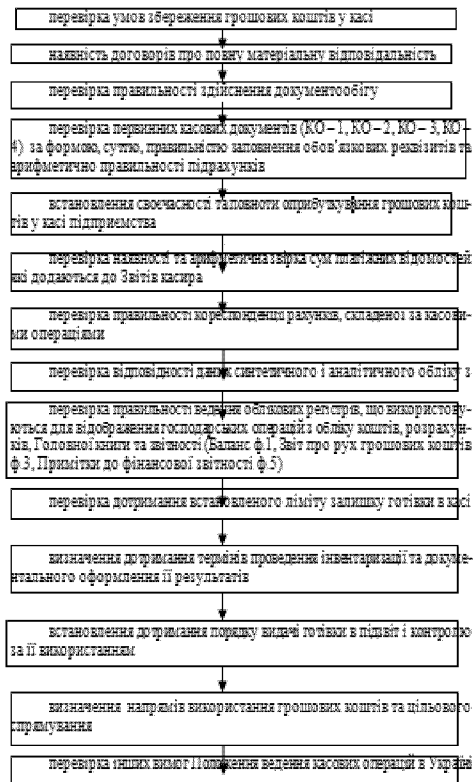 перевірка умов збереження грошових коштів у касі
наявність договорів про повну матеріальну відповідальність
перевірка правильності здійснення документообігу
перевірка первинних касових документів (КО – 1, КО – 2, КО – 3, КО –
4) за формою, суттю, правильністю заповнення обов'язкових реквізитів та
арифметично правильності підрахунків
встановлення своєчасності та повноти оприбуткування грошових кош-
тів у касі підприємства
перевірка наявності та арифметична звірка сум платіжних відомостей
які додаються до Звітів касира
перевірка правильності кореспонденції рахунків, складеної за касови-
ми операціями
перевірка відповідності даних синтетичного і аналітичного обліку з
перевірка правильності ведення облікових регістрів, що використову-
ються для відображення господарських операцій з обліку коштів, розрахун-
ків, Головної книги та звітності (Баланс ф.1, Звіт про рух грошових коштів
ф.3, Примітки до фінансової звітності ф.5)
перевірка дотримання встановленого ліміту залишку готівки в касі
визначення дотримання термінів проведення інвентаризації та докуме-
нтального оформлення її результатів
встановлення дотримання порядку видачі готівки в підзвіт і контролю
за її використанням
визначення напрямів використання грошових коштів та цільового
спрямування
перевірка інших вимог Положення ведення касових операцій в Україні